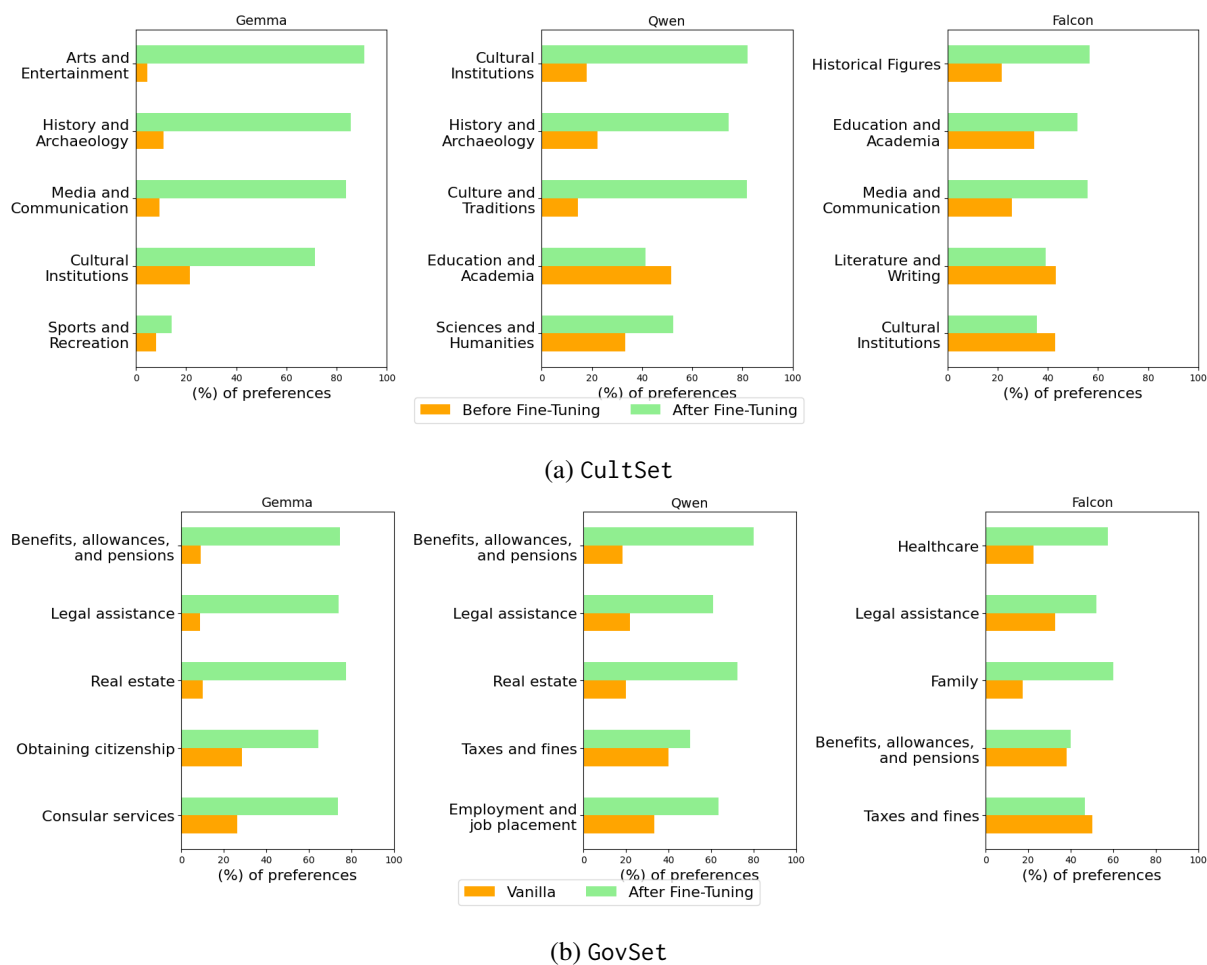 Gemma
Arts and
Entertainment
History and
Archaeology
Media and
Communication
Cultural
Institutions
Sports and
Recreation
0 20 40 60 80 100
(%) of preferences
Qwen
Cultural
Institutions
History and
Archaeology
Culture and
Traditions
Education and
Academia
Sciences and
Humanities
0 20 40 60 80 100
(%) of preferences
Falcon
Historical Figures
Education and
Academia
Media and
Communication
Literature and
Writing
Cultural
Institutions
0 20 40 60 80 100
(%) of preferences
Before Fine-Tuning After Fine-Tuning
(a) CultSet
Gemma
Benefits, allowances,
and pensions
Legal assistance
Real estate
Obtaining citizenship
Consular services
0 20 40 60 80 100
(%) of preferences
Qwen
Benefits, allowances,
and pensions
Legal assistance
Real estate
Taxes and fines
Employment and
job placement
0 20 40 60 80 100
(%) of preferences
Falcon
Healthcare
Legal assistance
Family
Benefits, allowances,
and pensions
Taxes and fines
0 20 40 60 80 100
(%) of preferences
Vanilla After Fine-Tuning
(b) GovSet